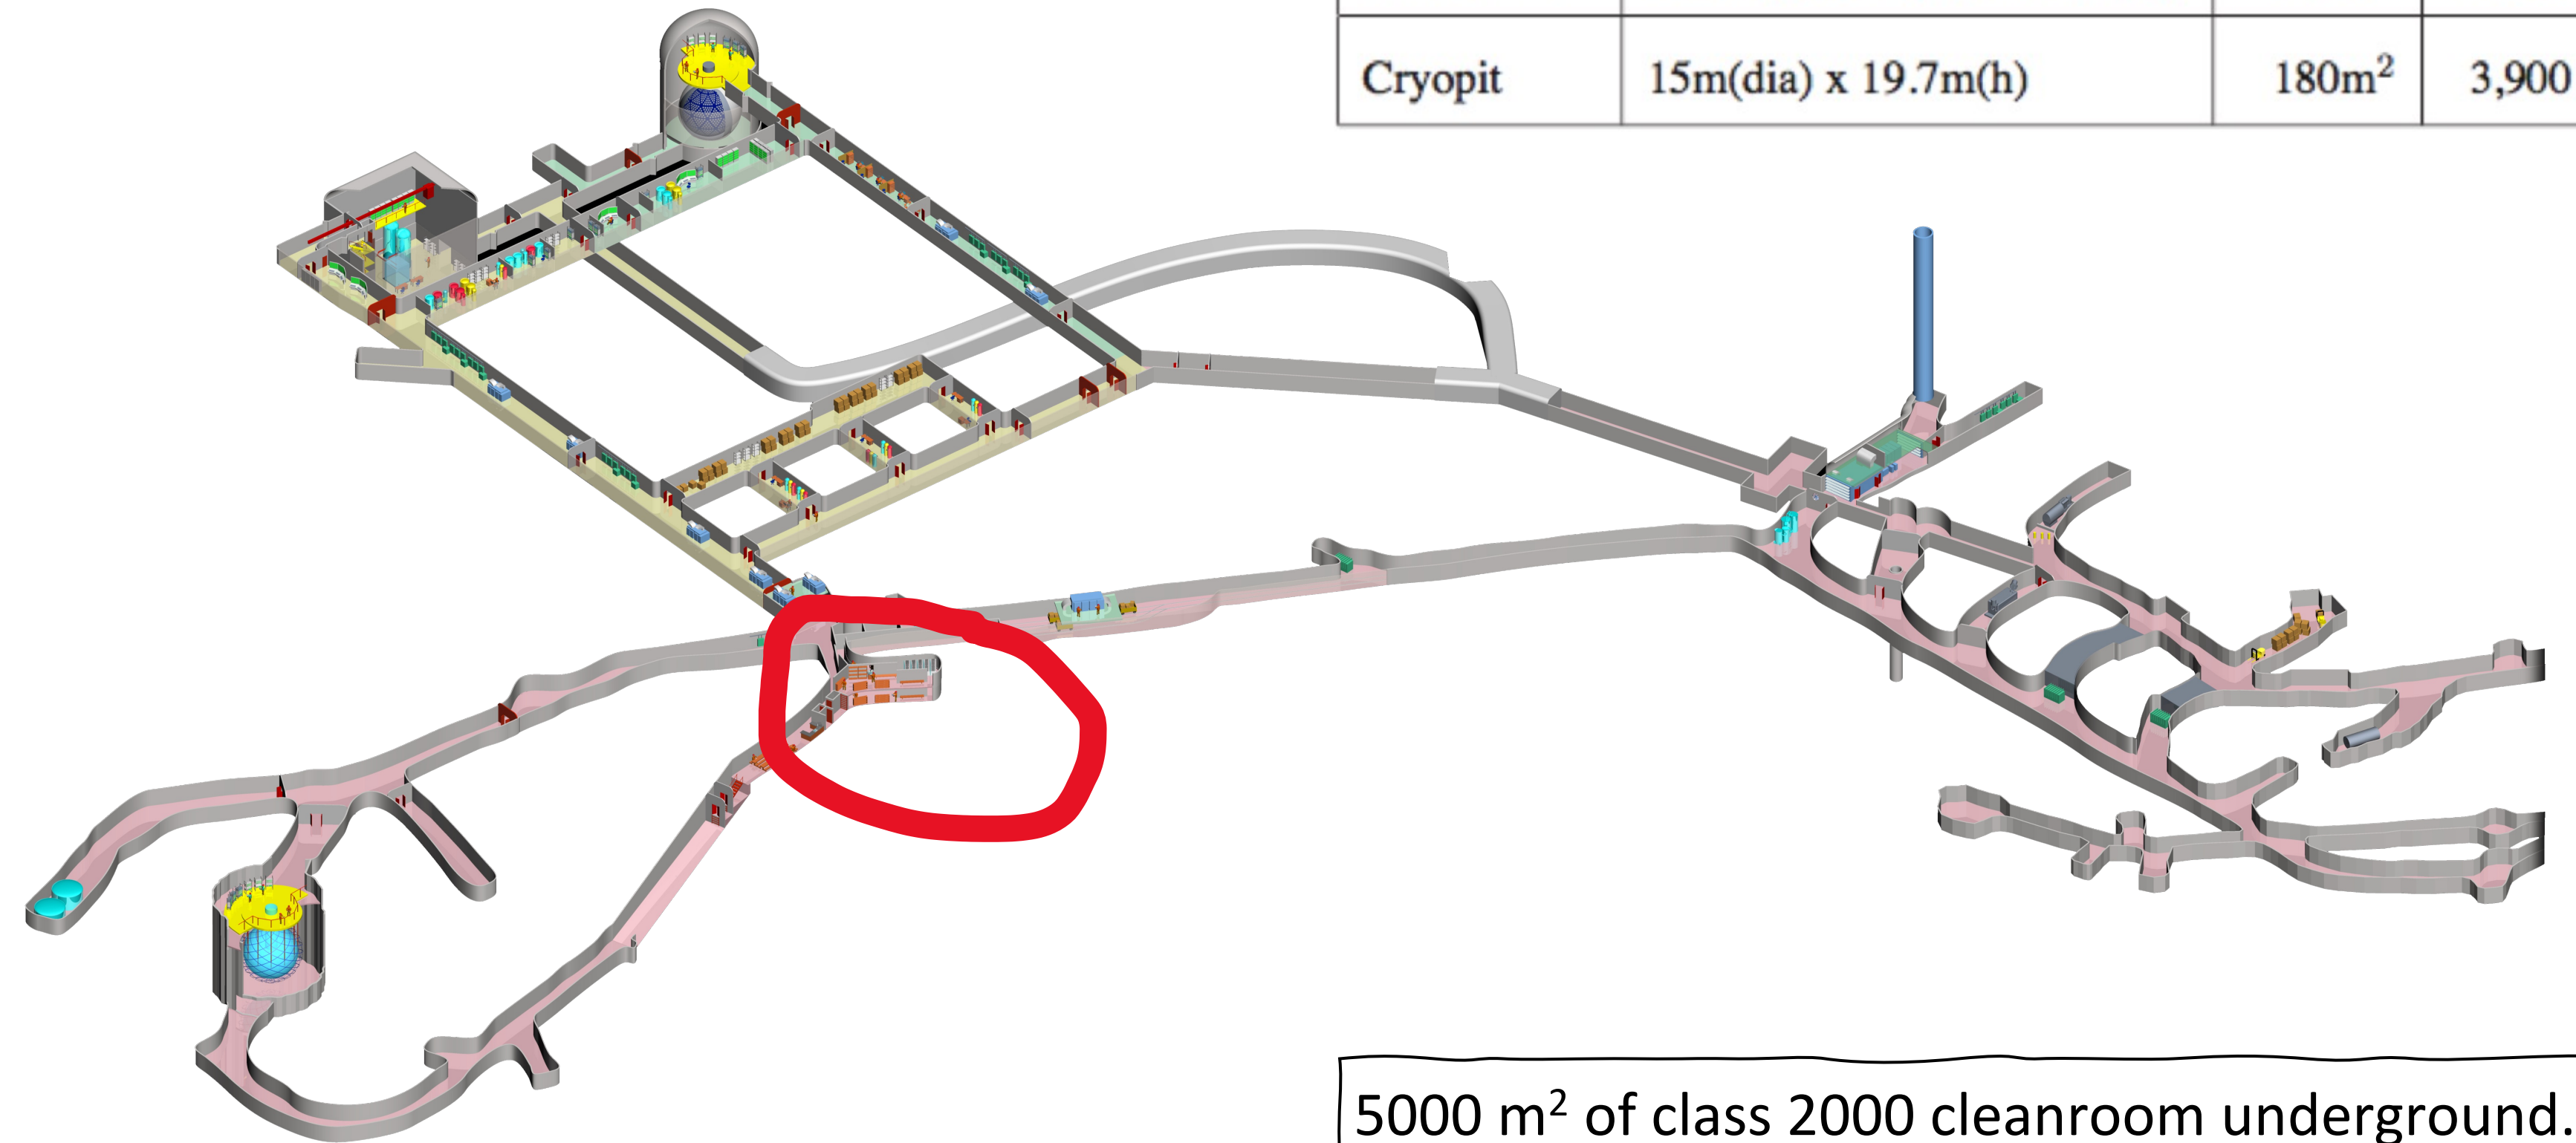 Cryopit 15m(dia) x 19.7m(h) 180m² 3,900
5000 m² of class 2000 cleanroom underground.